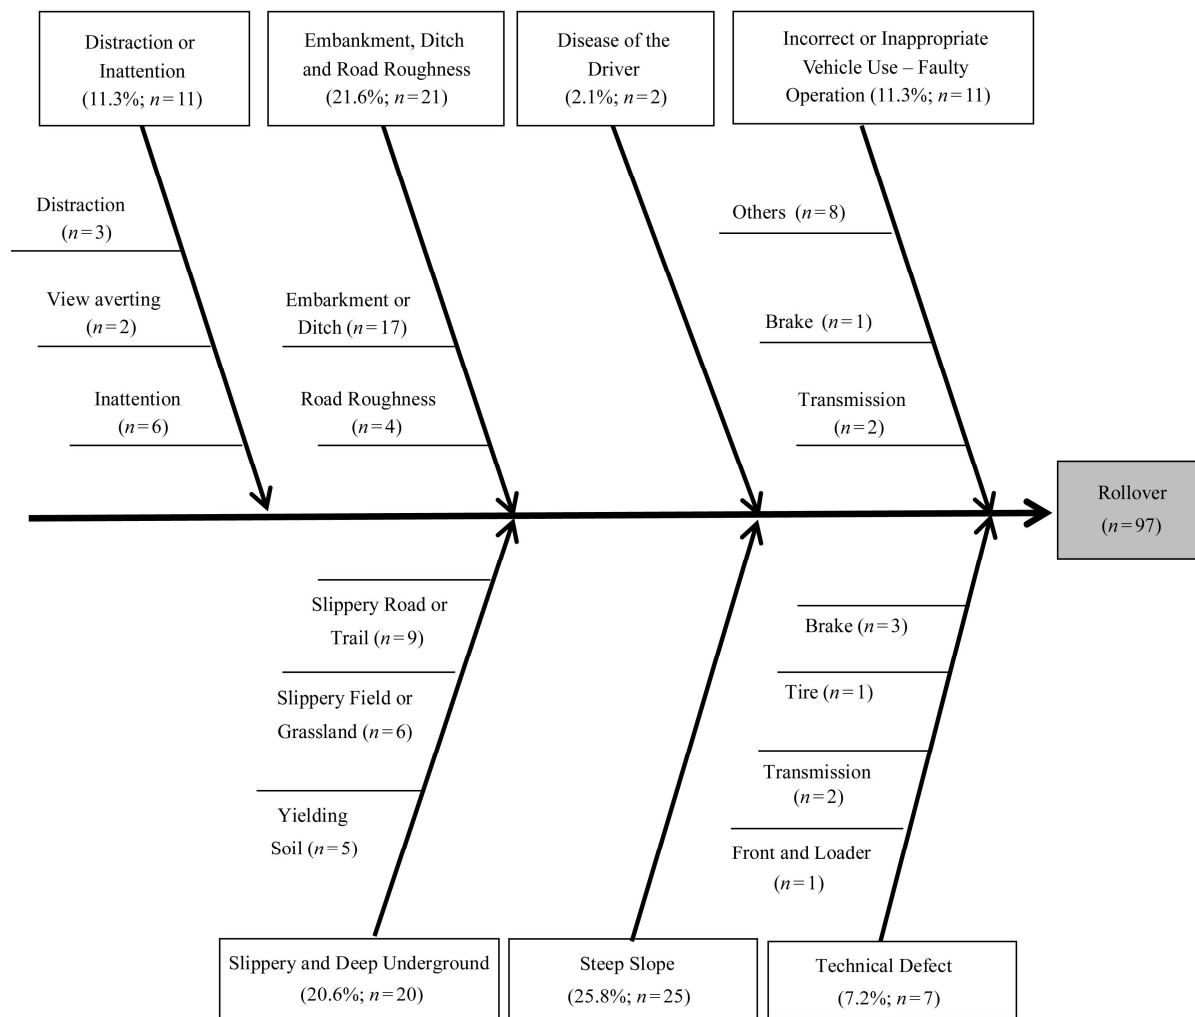 Distraction or
Inattention
(11.3%; n=11)
Embankment, Ditch
and Road Roughness
(21.6%; n=21)
Disease of the
Driver
(2.1%; n=2)
Incorrect or Inappropriate
Vehicle Use – Faulty
Operation (11.3%; n=11)
Distraction
(n=3)
View averting
(n=2)
Inattention
(n=6)
Embarkment or
Ditch (n=17)
Road Roughness
(n=4)
Others (n=8)
Brake (n=1)
Transmission
(n=2)
Rollover
(n=97)
Slippery Road or
Trail (n=9)
Slippery Field or
Grassland (n=6)
Yielding
Soil (n=5)
Brake (n=3)
Tire (n=1)
Transmission
(n=2)
Front and Loader
(n=1)
Slippery and Deep Underground
(20.6%; n=20)
Steep Slope
(25.8%; n=25)
Technical Defect
(7.2%; n=7)